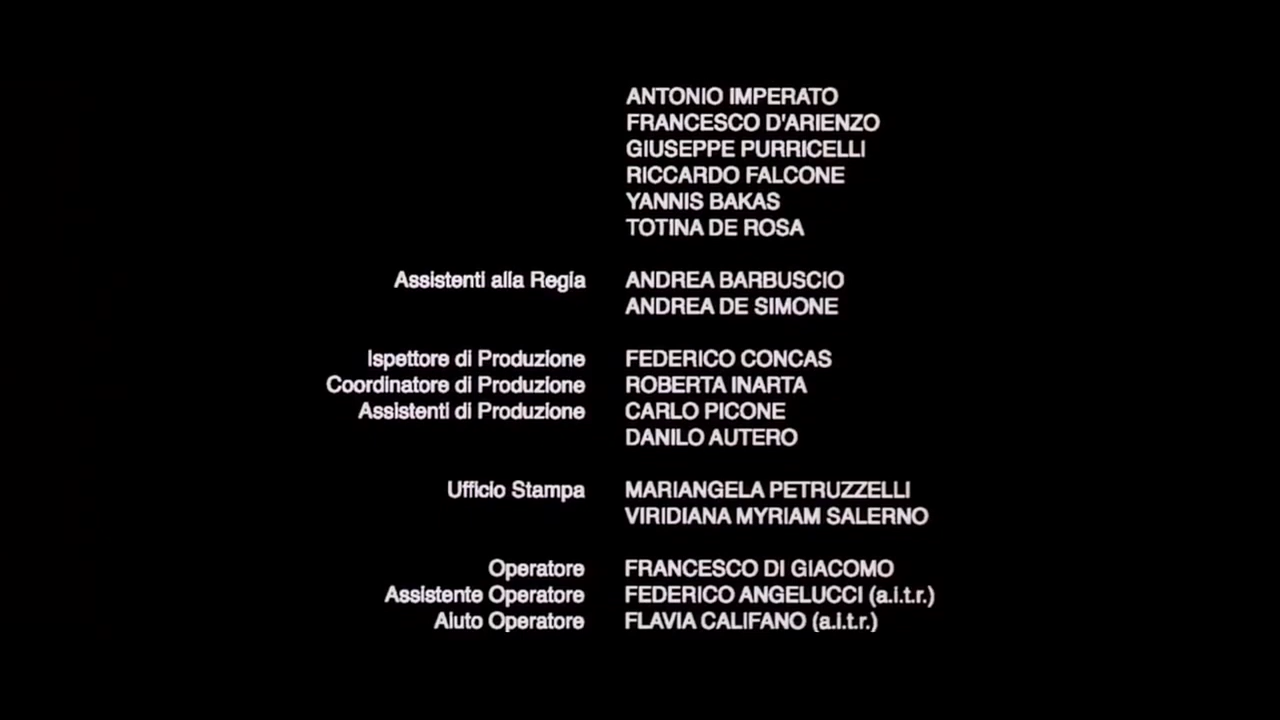 ANTONIO IMPERATO
FRANCESCO D'ARIENZO
GIUSEPPE PURRICELLI
RICCARDO FALCONE
YANNIS BAKAS
TOTINA DE ROSA
Assistenti alla Regia ANDREA BARBUSCIO
ANDREA DE SIMONE
Ispettore di Produzione FEDERICO CONCAS
Coordinatore di Produzione ROBERTA INARTA
Assistenti di Produzione CARLO PICONE
DANILO AUTERO
Ufficio Stampa MARIANGELA PETRUZZELLI
VIRIDIANA MYRIAM SALERNO
Operatore FRANCESCO DI GIACOMO
Assistente Operatore FEDERICO ANGELUCCI (a.i.t.r.)
Aiuto Operatore FLAVIA CALIFANO (a.i.t.r.)